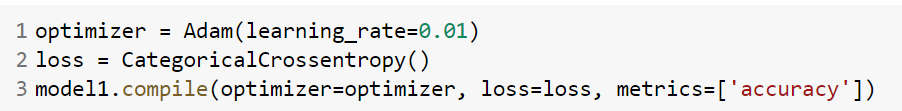 1 optimizer = Adam(learning_rate=0.01)
2 loss = CategoricalCrossentropy()
3 model1.compile(optimizer=optimizer, loss=loss, metrics=['accuracy'])